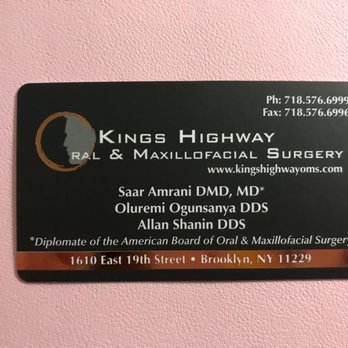 Ph: 718.576.6999
Fax: 718.576.6996
KINGS HIGHWAY
ORAL & MAXILLOFACIAL SURGERY
www.kingshighwayoms.com
Saar Amrani DMD, MD*
Oluremi Ogunsanya DDS
Allan Shanin DDS
*Diplomate of the American Board of Oral & Maxillofacial Surgery
1610 East 19th Street • Brooklyn, NY 11229